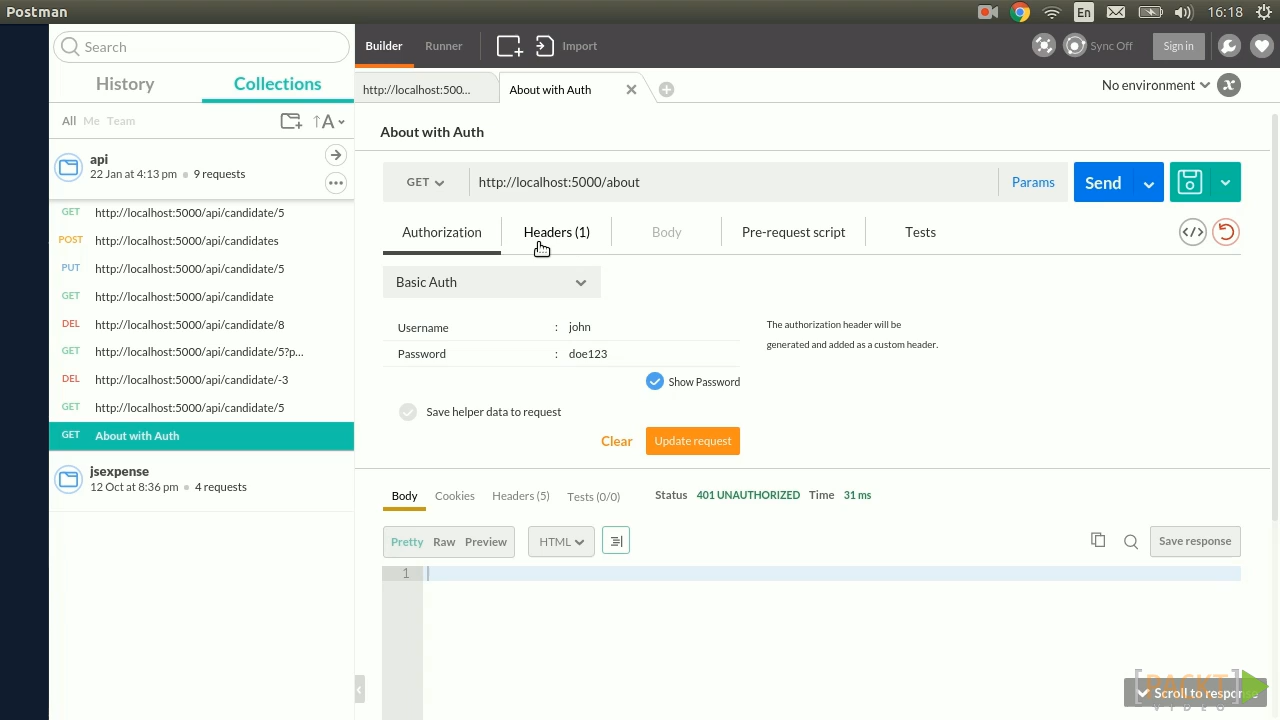 Postman
En
16:18
Search
History
Collections
All Me Team
A
api
22 Jan at 4:13 pm 9 requests
GET http://localhost:5000/api/candidate/5
POST http://localhost:5000/api/candidates
PUT http://localhost:5000/api/candidate/5
GET http://localhost:5000/api/candidate
DEL http://localhost:5000/api/candidate/8
GET http://localhost:5000/api/candidate/5?p...
DEL http://localhost:5000/api/candidate/-3
GET http://localhost:5000/api/candidate/5
GET About with Auth
jsexpense
12 Oct at 8:36 pm 4 requests
Builder Runner Import Sync Off Sign in
http://localhost:500... About with Auth No environment
About with Auth
GET http://localhost:5000/about Params Send
Authorization Headers (1) Body Pre-request script Tests
Basic Auth
Username : john
Password : doe123
The authorization header will be
generated and added as a custom header.
Show Password
Save helper data to request
Clear Update request
Body Cookies Headers (5) Tests (0/0) Status 401 UNAUTHORIZED Time 31 ms
Pretty Raw Preview HTML Save response
1
Scroll to response
PACKT
VIDEO